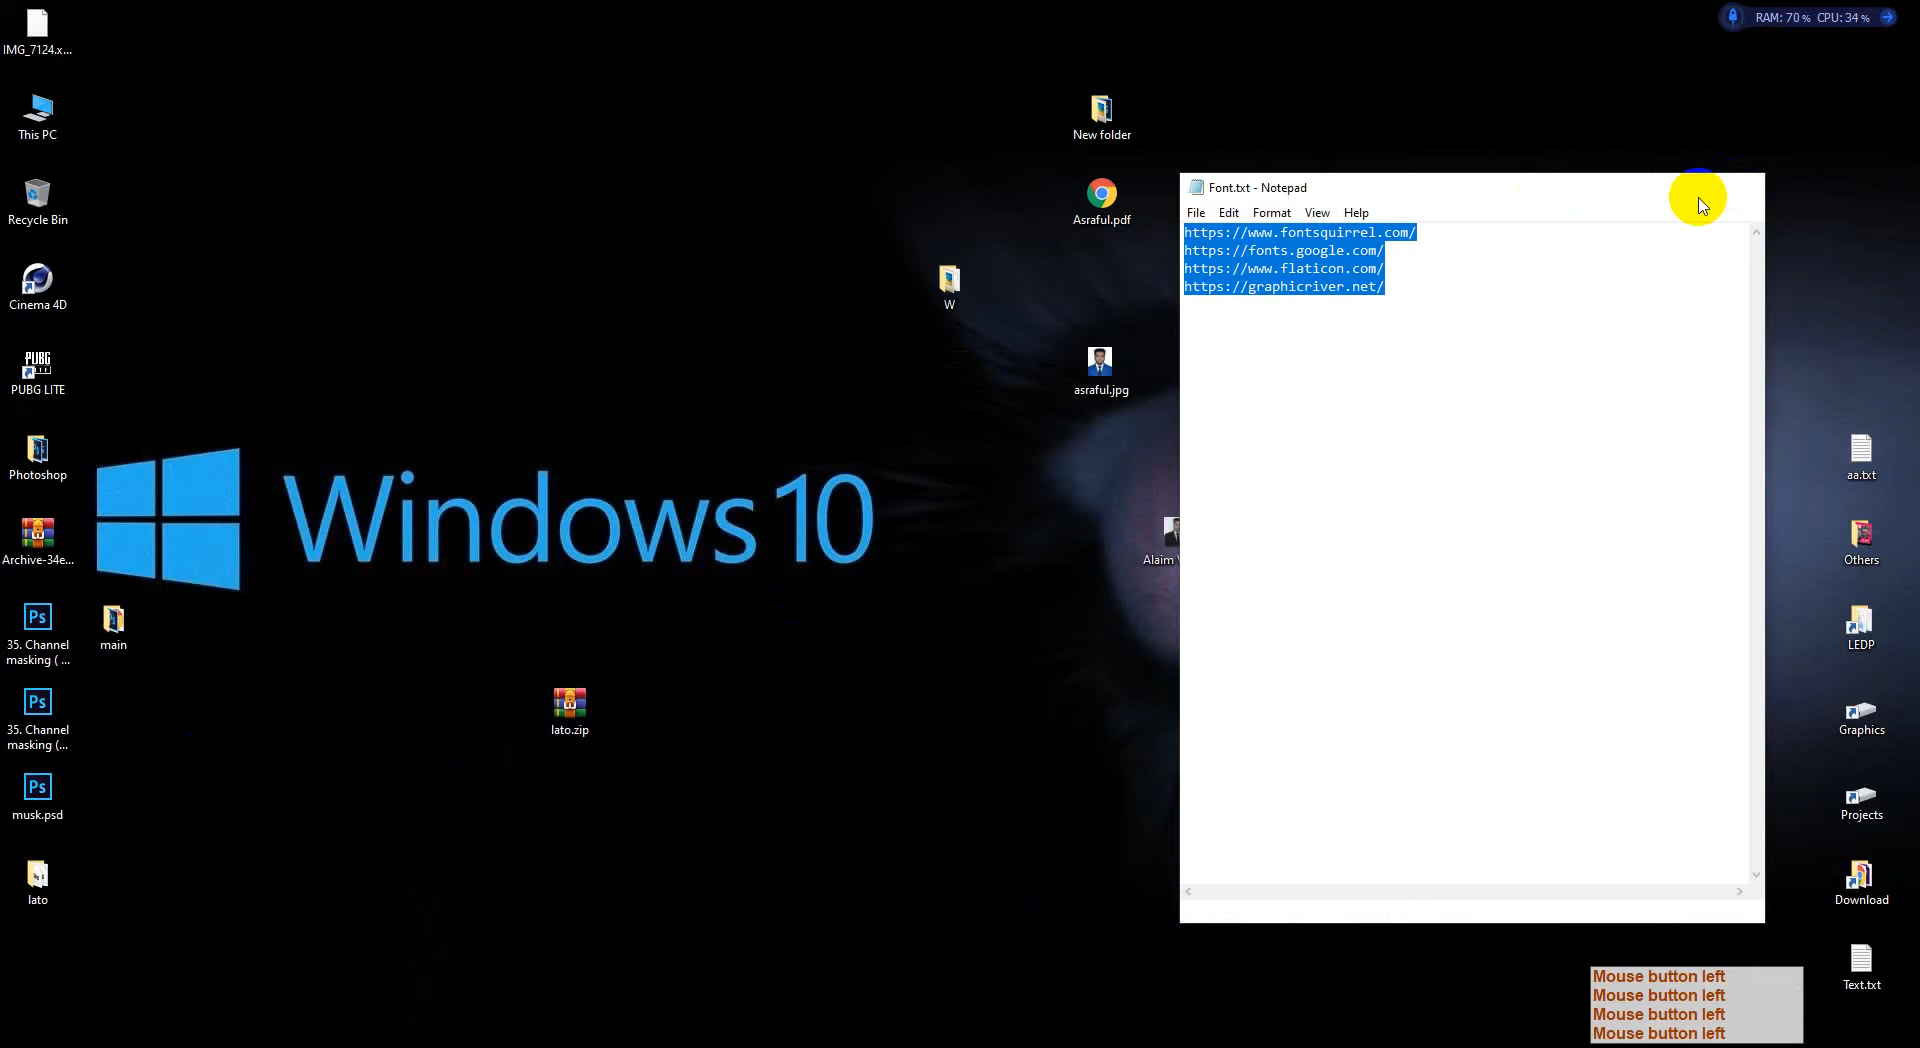 IMG_7124.x...
This PC
Recycle Bin
Cinema 4D
PUBG LITE
Photoshop
Archive-34e...
35. Channel
masking ( ...
35. Channel
masking (...
musk.psd
lato
main
Windows 10
lato.zip
W
New folder
Asraful.pdf
asraful.jpg
Alaim
RAM: 70 % CPU: 34 %
Font.txt - Notepad
File Edit Format View Help
https://www.fontsquirrel.com/
https://fonts.google.com/
https://www.flaticon.com/
https://graphicriver.net/
aa.txt
Others
LEDP
Graphics
Projects
Download
Text.txt
Mouse button left
Mouse button left
Mouse button left
Mouse button left